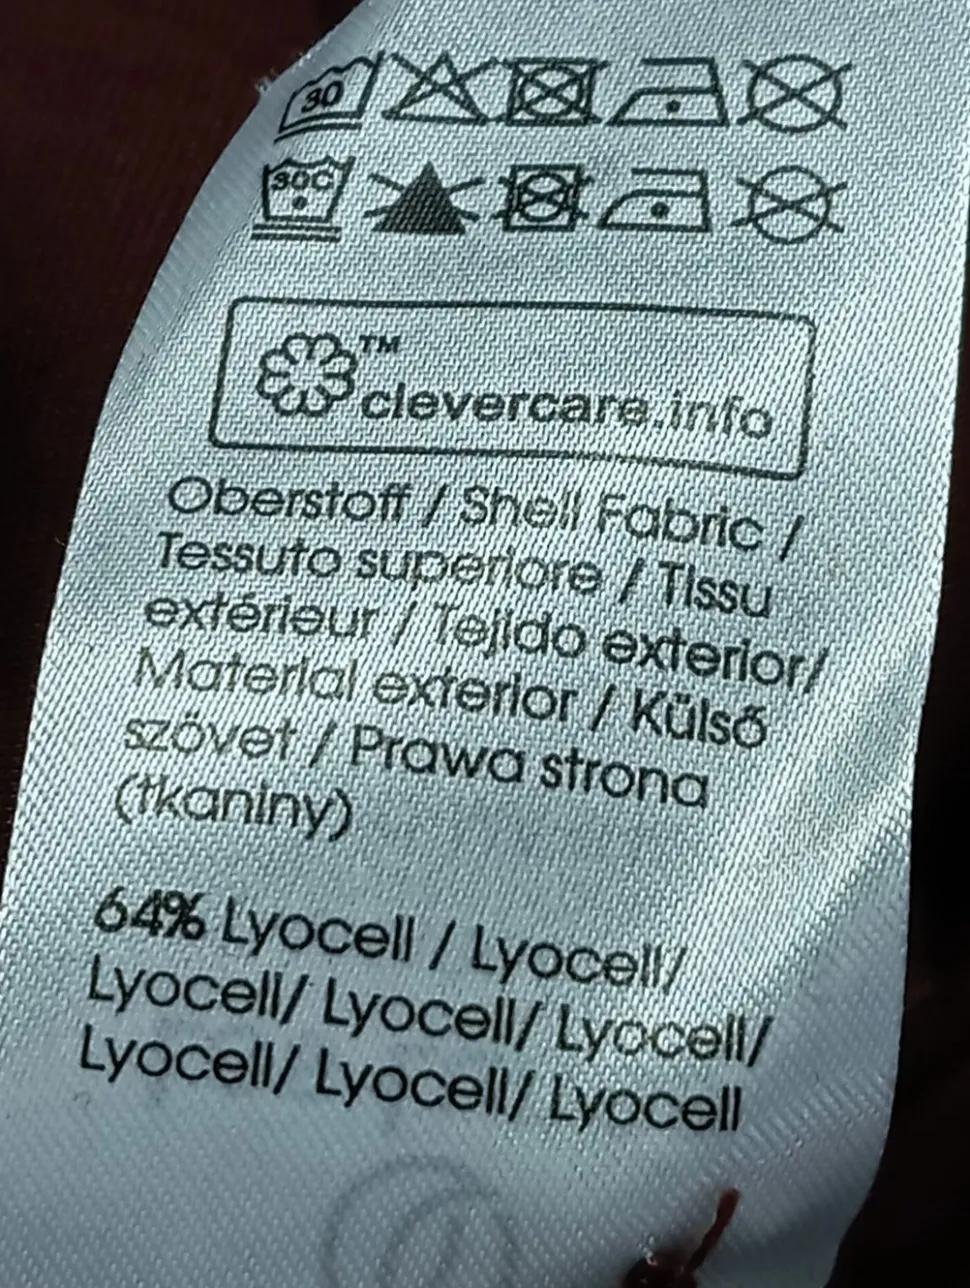 30
30C
™
clevercare.info
Oberstoff / Shell Fabric /
Tessuto superiore / Tissu
extérieur / Tejido exterior/
Material exterior / Külső
szövet / Prawa strona
(tkaniny)
64% Lyocell / Lyocell/
Lyocell/ Lyocell/ Lyocell/
Lyocell/ Lyocell/ Lyocell